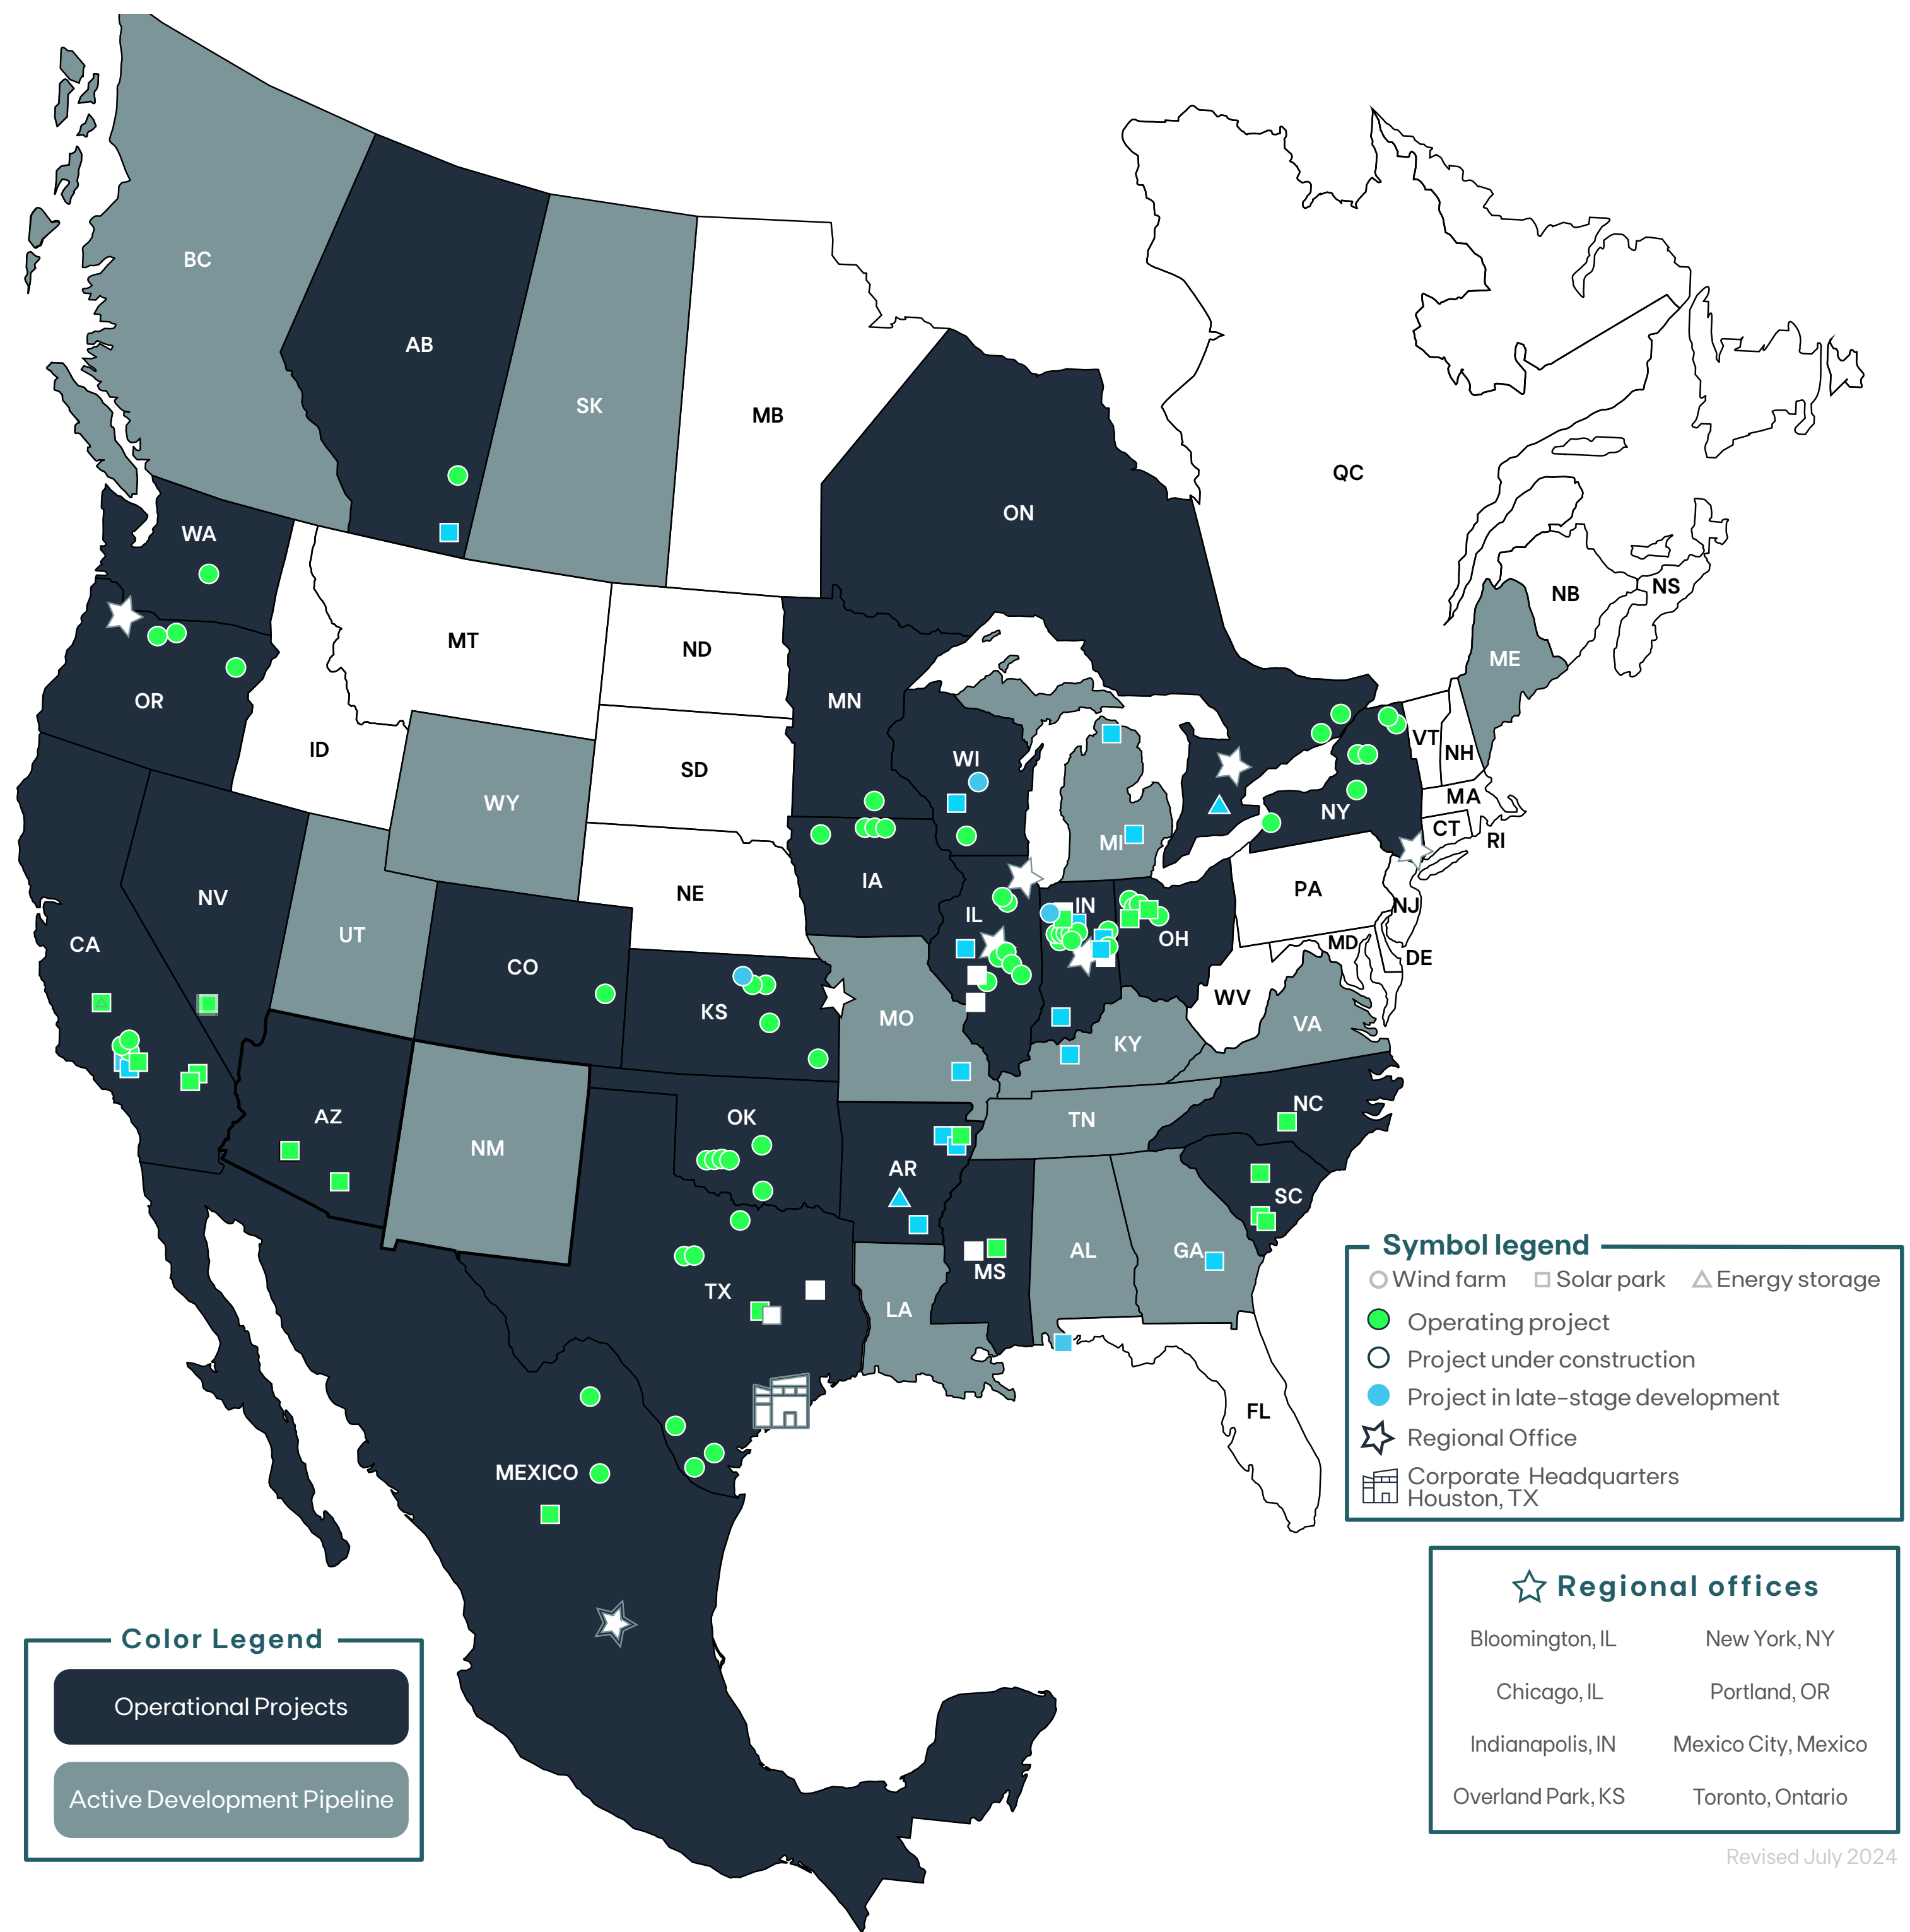 BC
AB
SK
MB
ON
QC
NB
NS
ME
WA
OR
MT
ND
MN
ID
WY
SD
WI
MI
VT
NH
MA
CT
RI
NY
NV
UT
CA
NE
IA
IL
IN
OH
PA
NJ
MD
DE
CO
KS
MO
KY
WV
VA
AZ
NM
OK
AR
TN
NC
SC
TX
LA
MS
AL
GA
FL
MEXICO
Symbol legend
Wind farm
Solar park
Energy storage
Operating project
Project under construction
Project in late-stage development
Regional Office
Corporate Headquarters
Houston, TX
Regional offices
Bloomington, IL
New York, NY
Chicago, IL
Portland, OR
Indianapolis, IN
Mexico City, Mexico
Overland Park, KS
Toronto, Ontario
Revised July 2024
Color Legend
Operational Projects
Active Development Pipeline